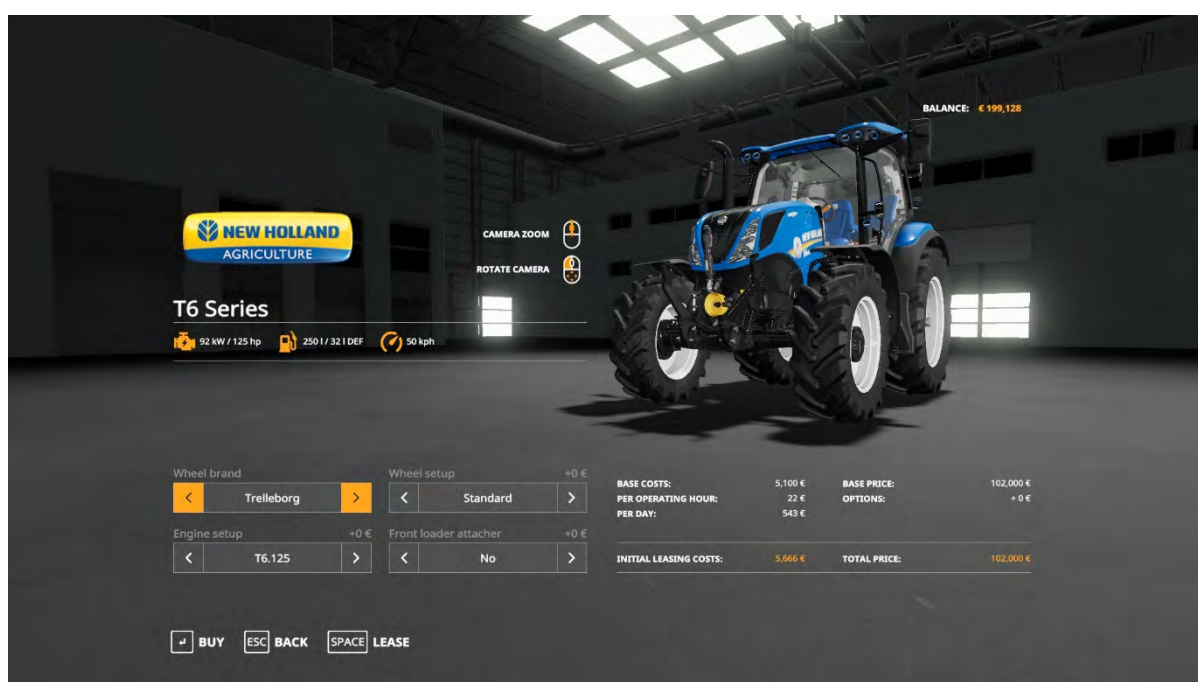 BALANCE: € 199,128
NEW HOLLAND
AGRICULTURE
CAMERA ZOOM
ROTATE CAMERA
T6 Series
92 kW / 125 hp 250 l / 32 l DEF 50 kph
Wheel brand
Trelleborg
Wheel setup +0 €
Standard
Engine setup +0 €
T6.125
Front loader attacher +0 €
No
BASE COSTS: 5,100 € BASE PRICE: 102,000 €
PER OPERATING HOUR: 22 € OPTIONS: + 0 €
PER DAY: 543 €
INITIAL LEASING COSTS: 5,666 € TOTAL PRICE: 102,000 €
BUY ESC BACK SPACE LEASE